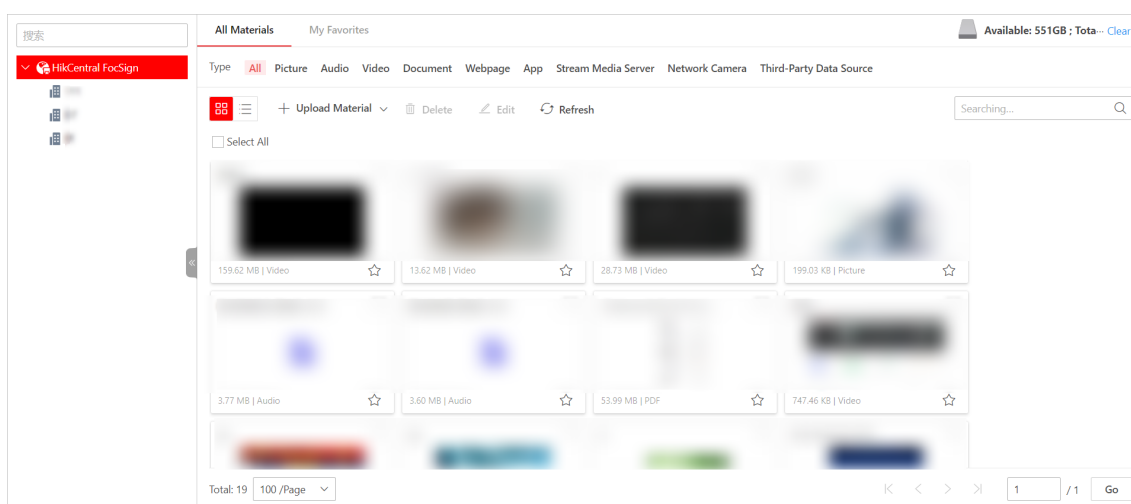 搜索
HikCentral FocSign
All Materials
My Favorites
Available: 551GB ; Tota··· Clear
Type All Picture Audio Video Document Webpage App Stream Media Server Network Camera Third-Party Data Source
Upload Material Delete Edit Refresh
Searching...
Select All
159.62 MB | Video
13.62 MB | Video
28.73 MB | Video
199.03 KB | Picture
3.77 MB | Audio
3.60 MB | Audio
53.99 MB | PDF
747.46 KB | Video
Total: 19 100 /Page 1 / 1 Go